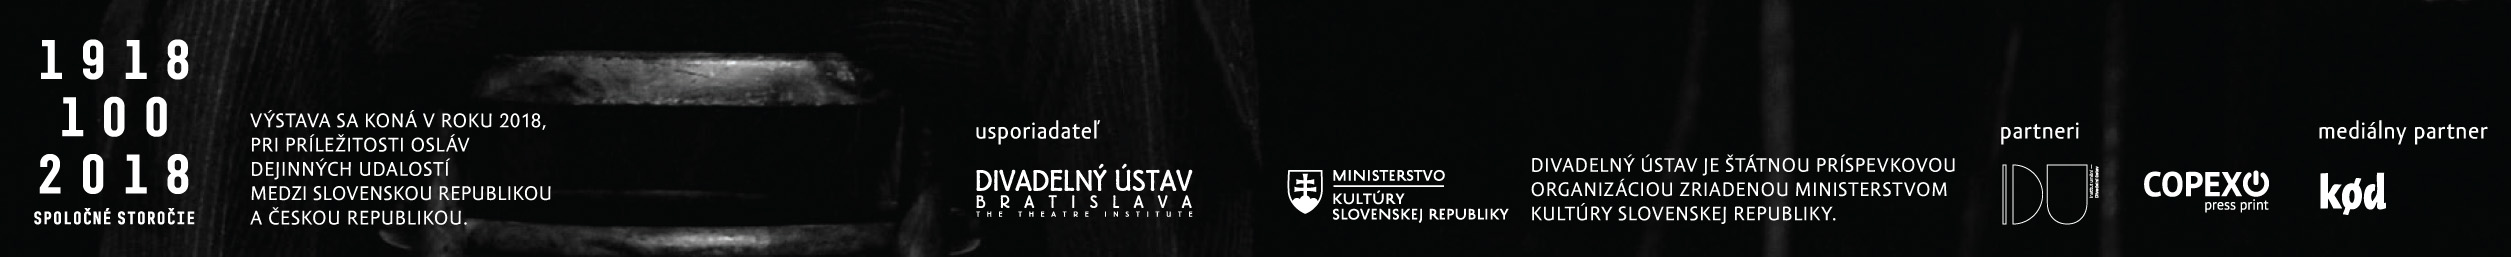 1918
100
2018
SPOLOČNÉ STOROČIE
VÝSTAVA SA KONÁ V ROKU 2018,
PRI PRÍLEŽITOSTI OSLÁV
DEJINNÝCH UDALOSTÍ
MEDZI SLOVENSKOU REPUBLIKOU
A ČESKOU REPUBLIKOU.
usporiadateľ
DIVADELNÝ ÚSTAV
BRATISLAVA
THE THEATRE INSTITUTE
MINISTERSTVO
KULTÚRY
SLOVENSKEJ REPUBLIKY
DIVADELNÝ ÚSTAV JE ŠTÁTNOU PRÍSPEVKOVOU
ORGANIZÁCIOU ZRIADENOU MINISTERSTVOM
KULTÚRY SLOVENSKEJ REPUBLIKY.
partneri
IDU
COPEX
press print
mediálny partner
kød